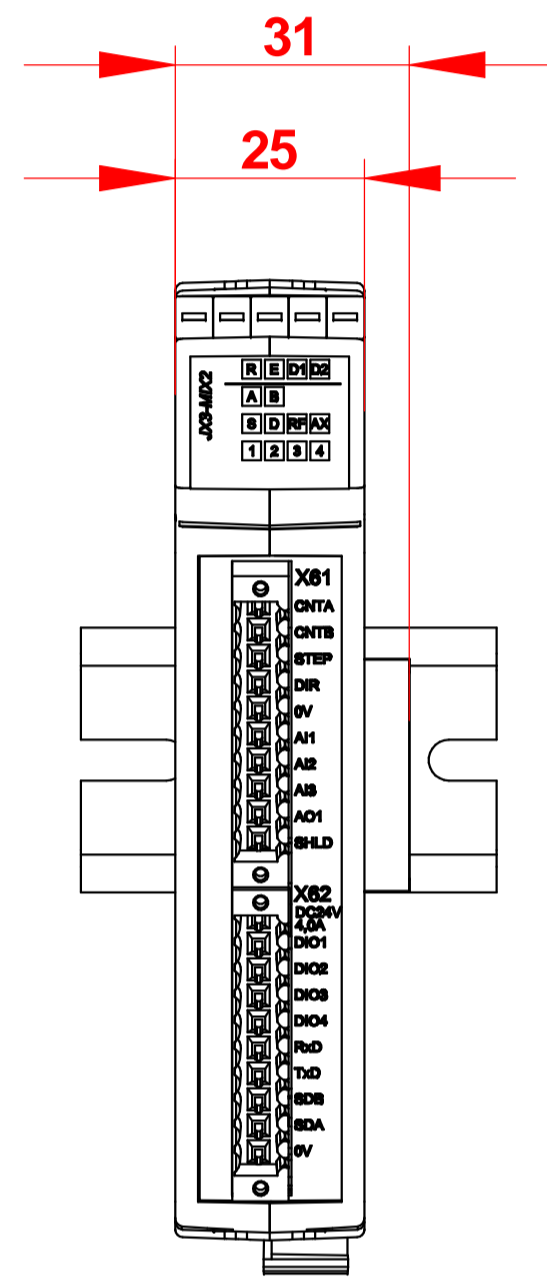 31
25
JX3-MIX2
R E D1 D2
A B
S D RF AX
1 2 3 4
X61
CNTA
CNTB
STEP
DIR
0V
AI1
AI2
AI3
AO1
SHLD
X62
DC24V
4,0A
DIO1
DIO2
DIO3
DIO4
RxD
TxD
SDB
SDA
0V